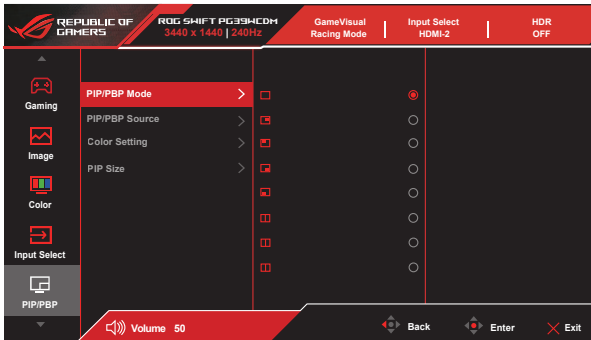 REPUBLIC OF
GAMERS
ROG SWIFT PG39WCDM
3440 x 1440 | 240Hz
GameVisual
Racing Mode
Input Select
HDMI-2
HDR
OFF
Gaming
Image
Color
Input Select
PIP/PBP
PIP/PBP Mode
PIP/PBP Source
Color Setting
PIP Size
Volume 50
Back
Enter
Exit